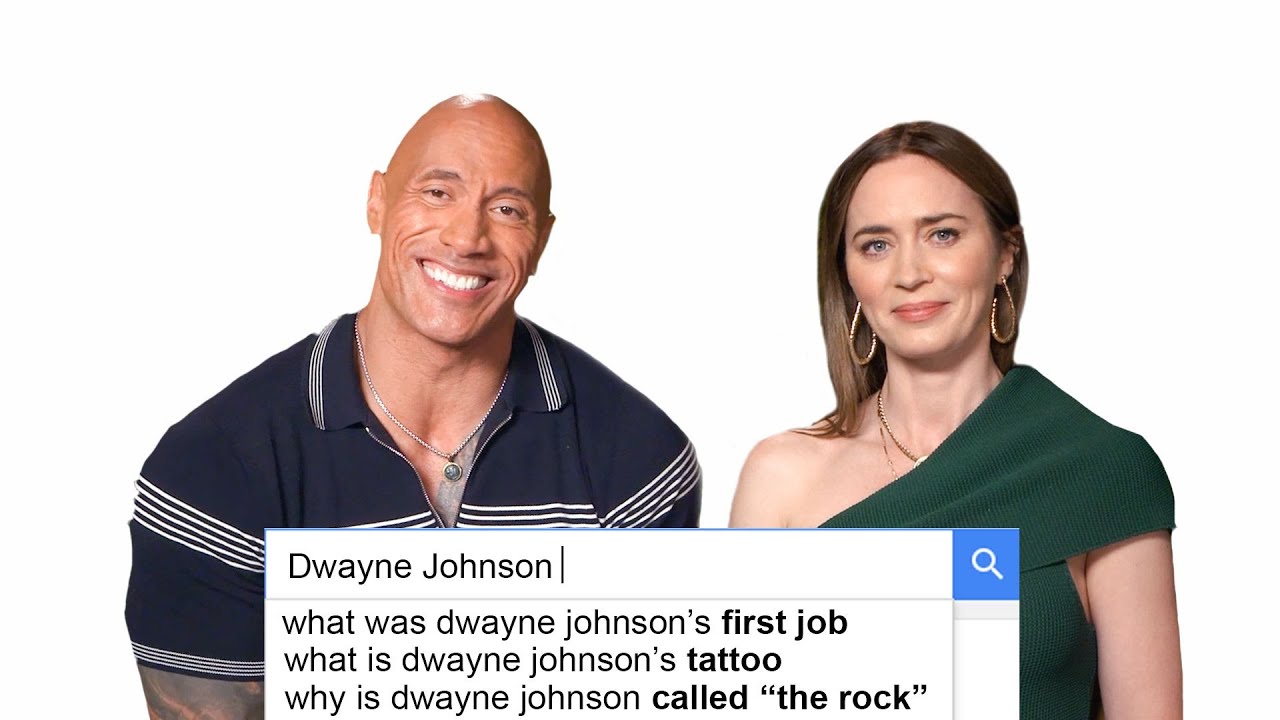 Dwayne Johnson
what was dwayne johnson’s first job
what is dwayne johnson’s tattoo
why is dwayne johnson called “the rock”